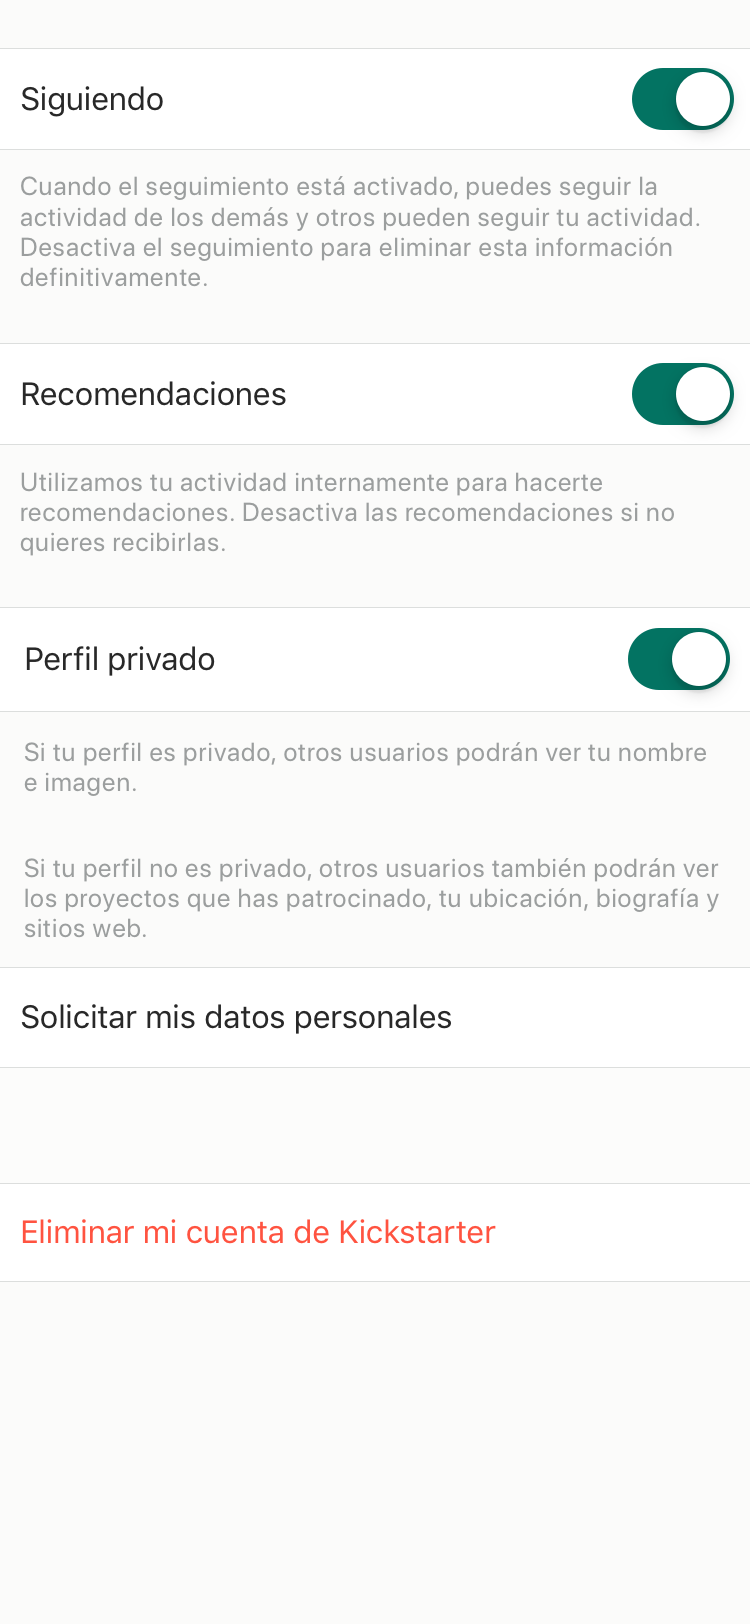 Siguiendo
Cuando el seguimiento está activado, puedes seguir la
actividad de los demás y otros pueden seguir tu actividad.
Desactiva el seguimiento para eliminar esta información
definitivamente.
Recomendaciones
Utilizamos tu actividad internamente para hacerte
recomendaciones. Desactiva las recomendaciones si no
quieres recibirlas.
Perfil privado
Si tu perfil es privado, otros usuarios podrán ver tu nombre
e imagen.
Si tu perfil no es privado, otros usuarios también podrán ver
los proyectos que has patrocinado, tu ubicación, biografía y
sitios web.
Solicitar mis datos personales
Eliminar mi cuenta de Kickstarter